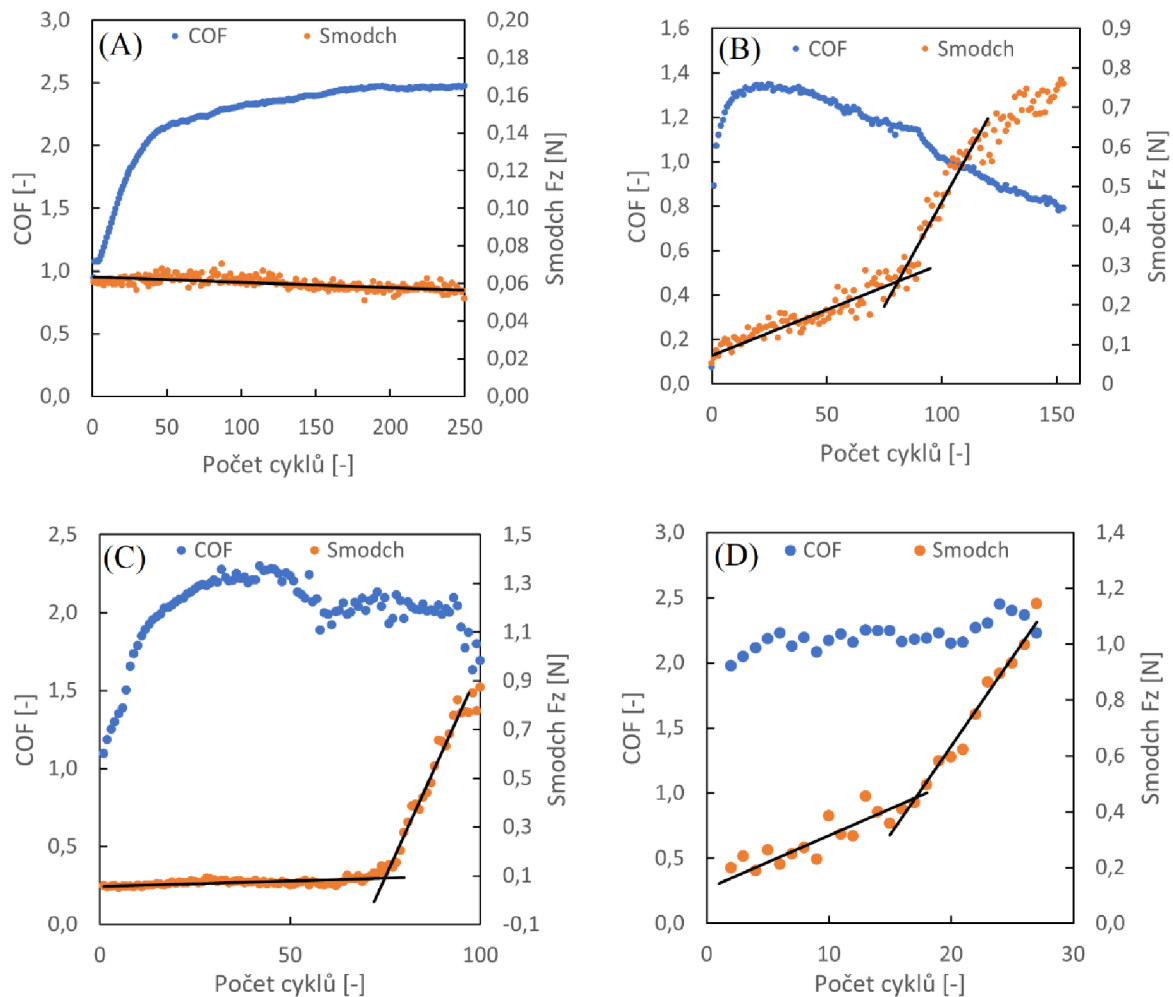 (A)
COF
Smodch
3,0
2,5
2,0
1,5
1,0
0,5
0,0
COF [-]
0,20
0,18
0,16
0,14
0,12
0,10
0,08
0,06
0,04
0,02
0,00
Smodch Fz [N]
0 50 100 150 200 250
Počet cyklů [-]
(B)
COF
Smodch
1,6
1,4
1,2
1,0
0,8
0,6
0,4
0,2
0,0
COF [-]
0,9
0,8
0,7
0,6
0,5
0,4
0,3
0,2
0,1
0
Smodch Fz [N]
0 50 100 150
Počet cyklů [-]
(C)
COF
Smodch
2,5
2,0
1,5
1,0
0,5
0,0
COF [-]
1,5
1,3
1,1
0,9
0,7
0,5
0,3
0,1
-0,1
Smodch Fz [N]
0 50 100
Počet cyklů [-]
(D)
COF
Smodch
3,0
2,5
2,0
1,5
1,0
0,5
0,0
COF [-]
1,4
1,2
1,0
0,8
0,6
0,4
0,2
0,0
Smodch Fz [N]
0 10 20 30
Počet cyklů [-]